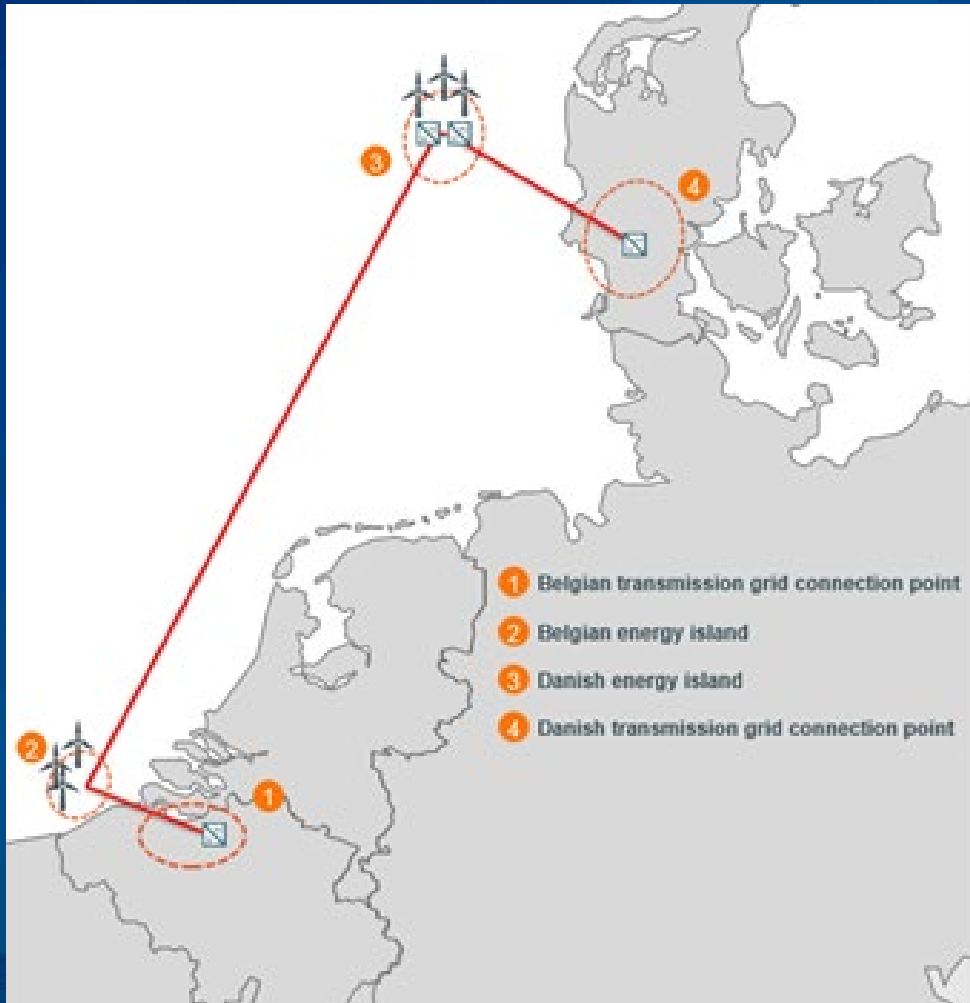 3
4
1 Belgian transmission grid connection point
2 Belgian energy island
3 Danish energy island
4 Danish transmission grid connection point
2
1